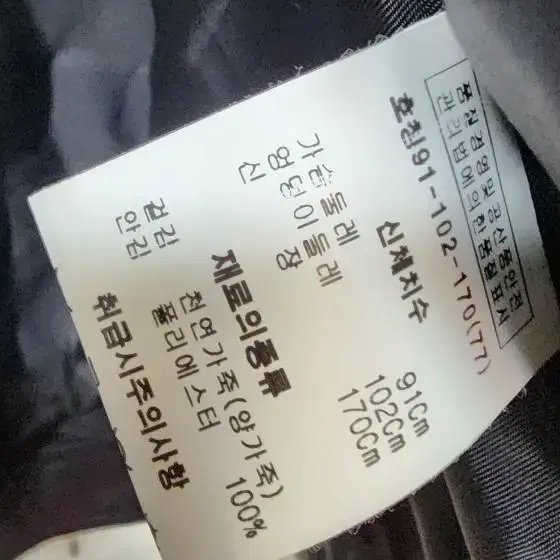 품질경영및 공산품안전
관리법에의한 품질표시
호칭91-102-170(77)
신체치수
가슴둘레 91Cm
엉덩이둘레 102Cm
신 장 170Cm
재료의종류
겉감 천연가죽(양가죽)
안감 폴리에스터 100%
취급시주의사항